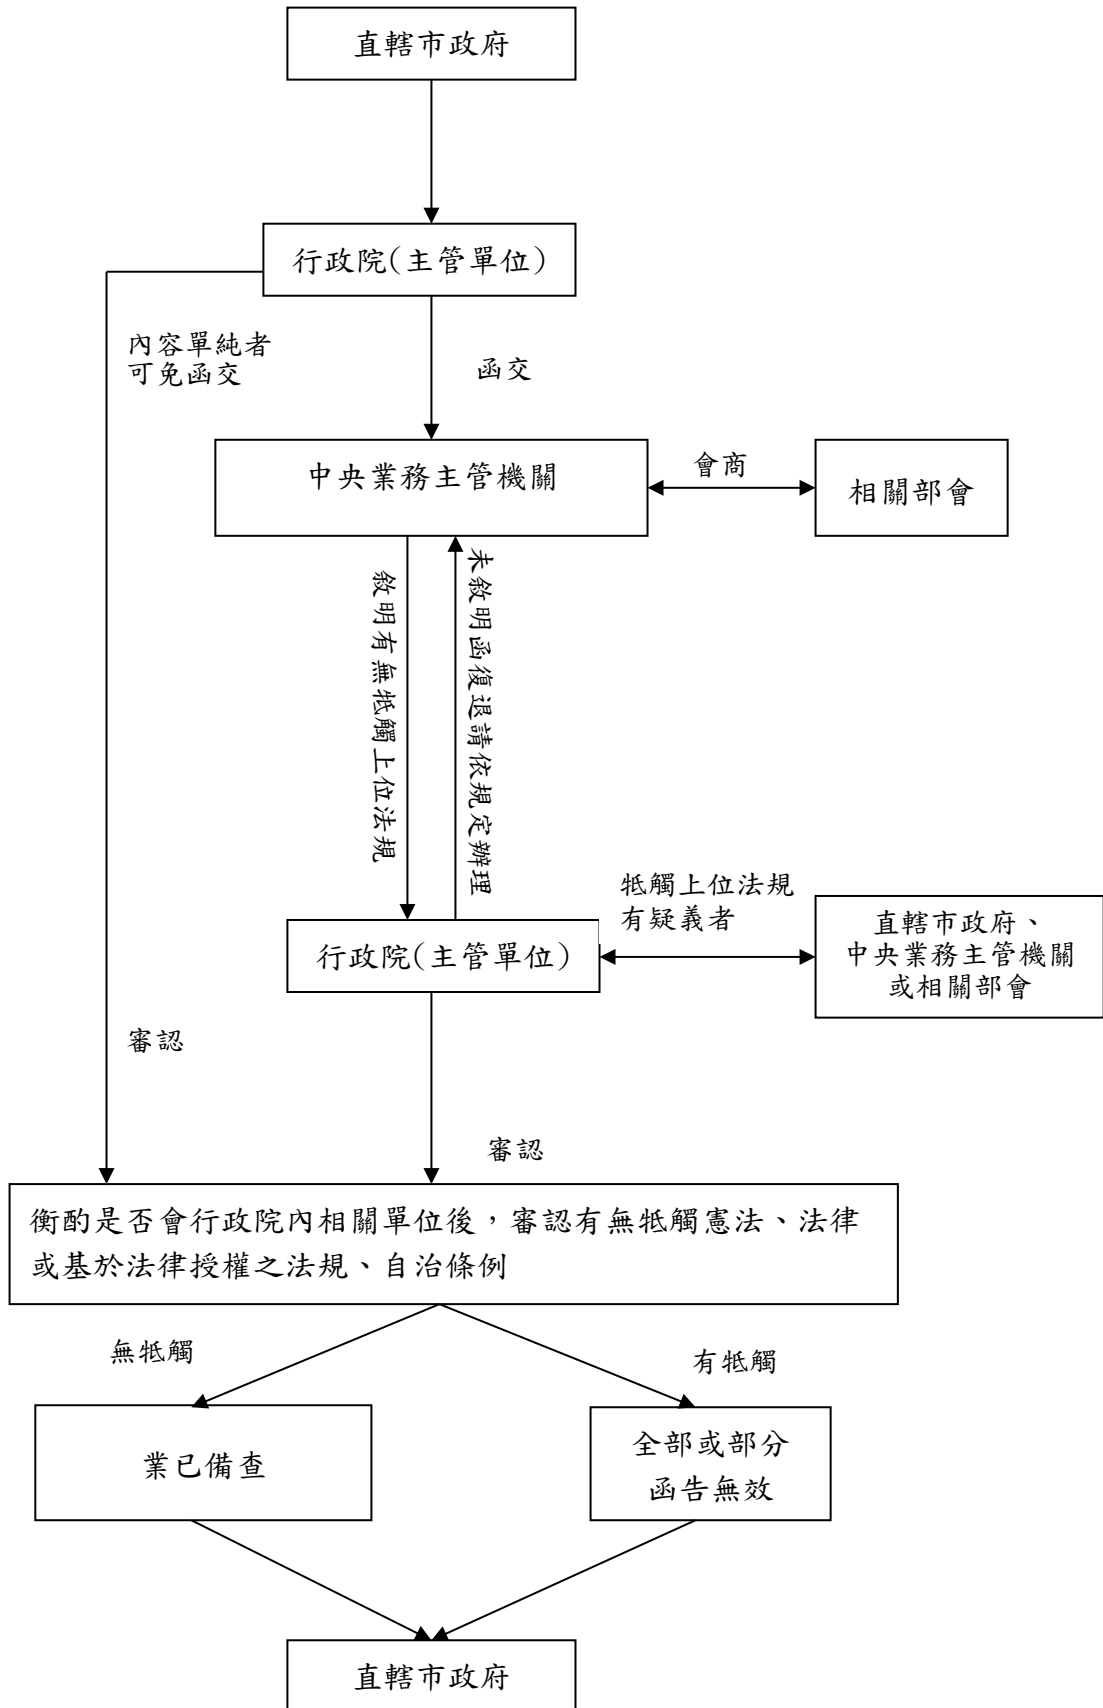 直轄市政府
行政院(主管單位)
內容單純者
可免函交
函交
中央業務主管機關
會商
相關部會
敘明有無牴觸上位法規
未敘明函復退請依規定辦理
牴觸上位法規
有疑義者
行政院(主管單位)
直轄市政府、
中央業務主管機關
或相關部會
審認
審認
衡酌是否會行政院內相關單位後，審認有無牴觸憲法、法律
或基於法律授權之法規、自治條例
無牴觸
有牴觸
業已備查
全部或部分
函告無效
直轄市政府